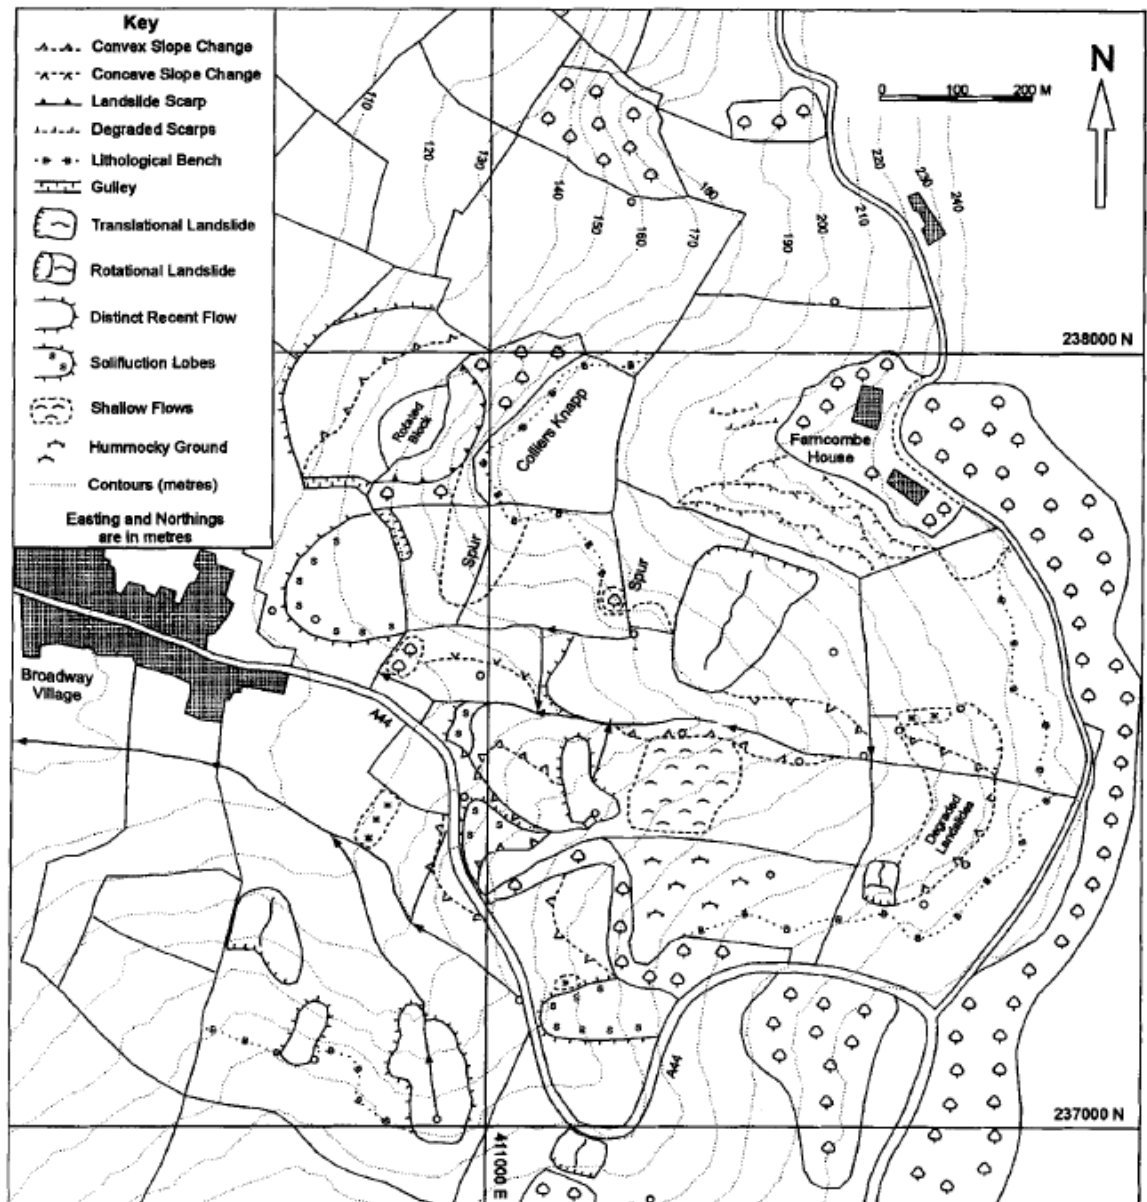 Key
Convex Slope Change
Concave Slope Change
Landslide Scarp
Degraded Scarps
Lithological Bench
Gulley
Translational Landslide
Rotational Landslide
Distinct Recent Flow
Solifluction Lobes
Shallow Flows
Hummocky Ground
Contours (metres)
Easting and Northings
are in metres
N
0 100 200 M
110
120
130
140
150
160
170
180
190
200
210
220
230
240
238000 N
Rotated
Block
Colliers Knapp
Farncombe
House
Spur
Spur
Broadway
Village
A44
Degraded
Landslides
A44
237000 N
411000 E